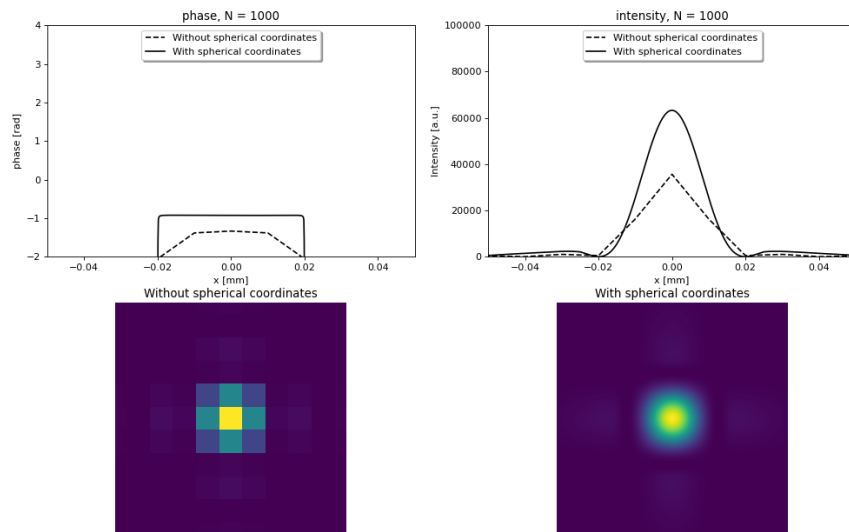 phase, N = 1000
4
3
2
1
0
−1
−2
phase [rad]
Without spherical coordinates
With spherical coordinates
−0.04
−0.02
0.00
0.02
0.04
x [mm]
intensity, N = 1000
100000
80000
60000
40000
20000
0
Intensity [a.u.]
Without spherical coordinates
With spherical coordinates
−0.04
−0.02
0.00
0.02
0.04
x [mm]
Without spherical coordinates
With spherical coordinates